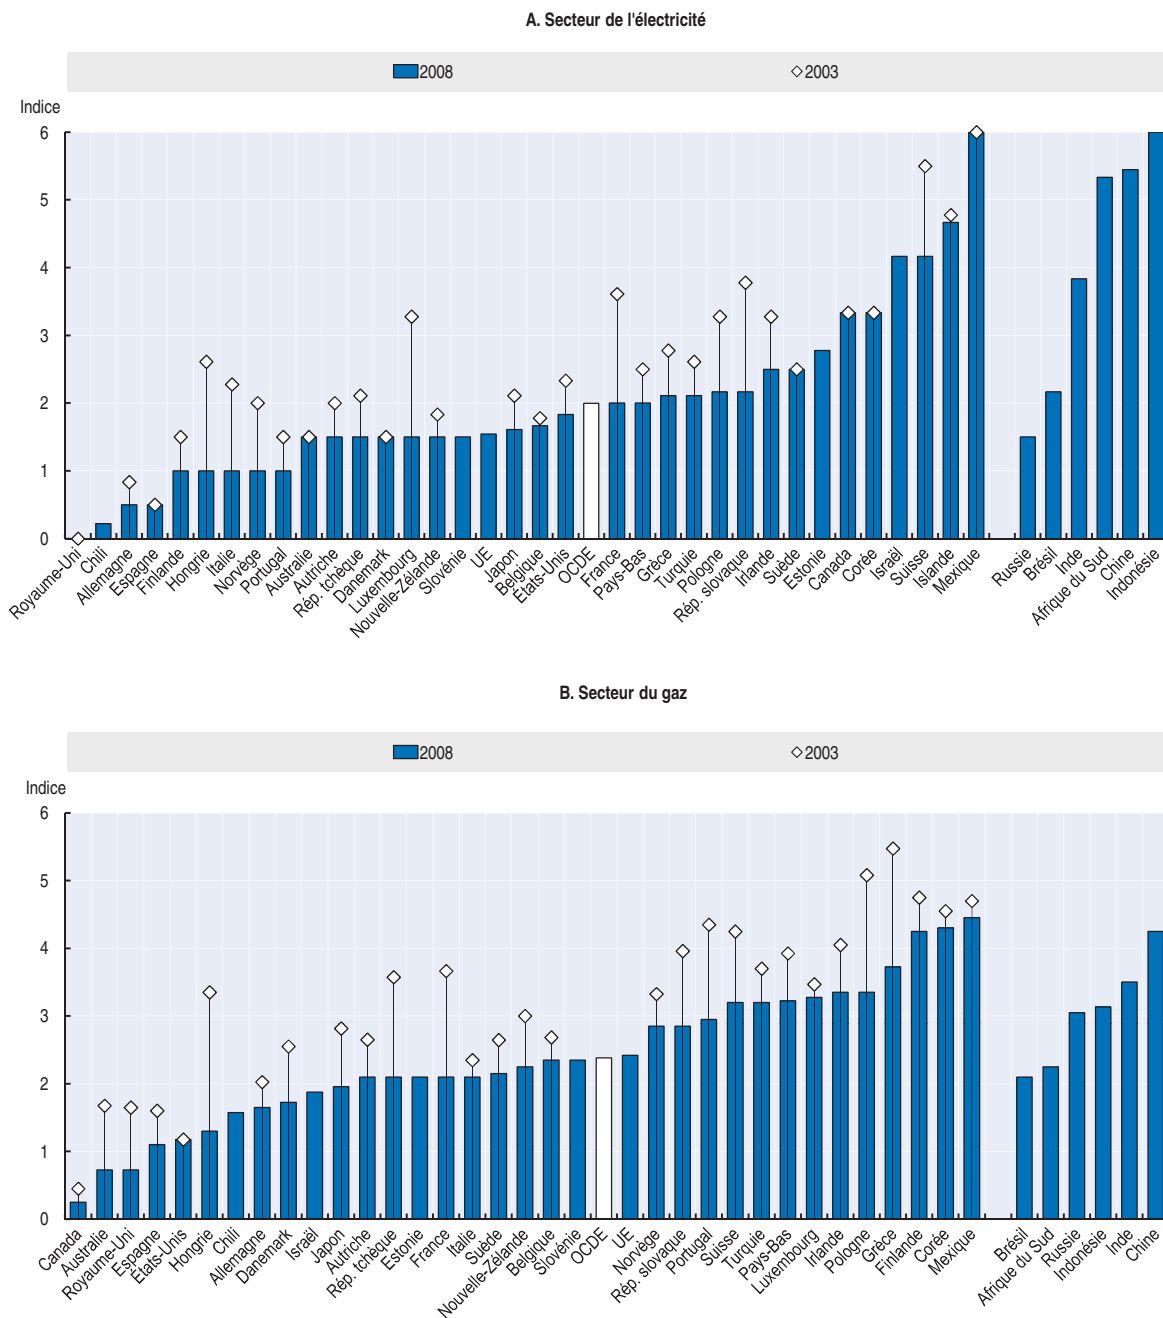 A. Secteur de l'électricité
2008
2003
Indice
6
5
4
3
2
1
0
Royaume-Uni
Chili
Allemagne
Espagne
Finlande
Hongrie
Italie
Norvège
Portugal
Australie
Autriche
Rép. tchèque
Danemark
Luxembourg
Nouvelle-Zélande
Slovénie
UE
Japon
Belgique
États-Unis
OCDE
France
Pays-Bas
Grèce
Turquie
Pologne
Rép. slovaque
Irlande
Suède
Estonie
Canada
Corée
Israël
Suisse
Islande
Mexique
Russie
Brésil
Inde
Afrique du Sud
Chine
Indonésie
B. Secteur du gaz
2008
2003
Indice
6
5
4
3
2
1
0
Canada
Australie
Royaume-Uni
Espagne
États-Unis
Hongrie
Chili
Allemagne
Danemark
Israël
Japon
Autriche
Rép. tchèque
Estonie
France
Italie
Suède
Nouvelle-Zélande
Belgique
Slovénie
OCDE
UE
Norvège
Rép. slovaque
Portugal
Suisse
Turquie
Pays-Bas
Luxembourg
Irlande
Pologne
Grèce
Finlande
Corée
Mexique
Brésil
Afrique du Sud
Russie
Indonésie
Inde
Chine